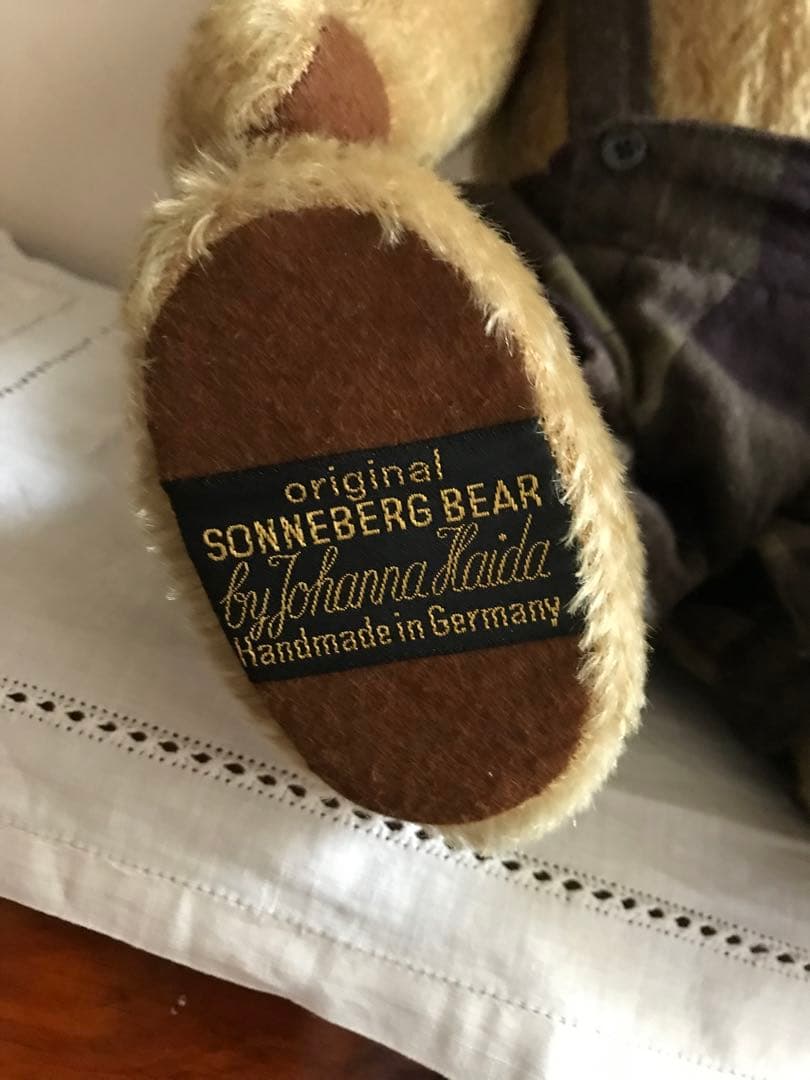 original
SONNEBERG BEAR
by Johanna Haida
Handmade in Germany